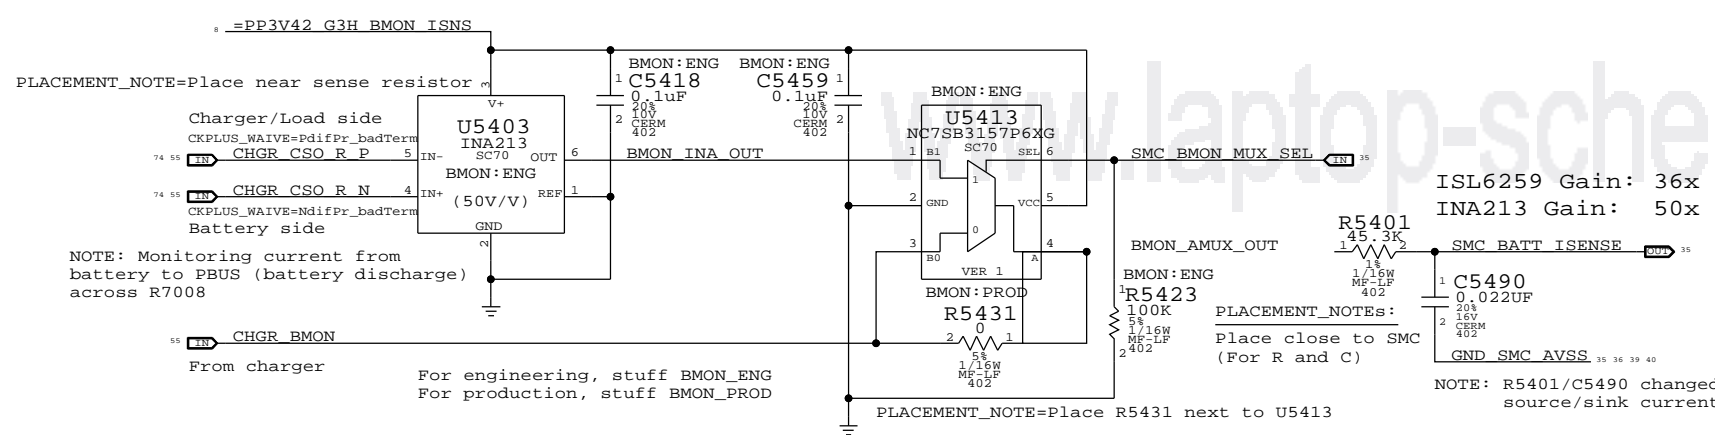 8 =PP3V42_G3H_BMON_ISNS
PLACEMENT_NOTE=Place near sense resistor
3
V+
Charger/Load side
CKPLUS_WAIVE=PdifPr_badTerm
74 55 IN CHGR_CSO_R_P 5 IN-
74 55 IN CHGR_CSO_R_N 4 IN+
CKPLUS_WAIVE=NdifPr_badTerm
Battery side
U5403
INA213
SC70
OUT 6
BMON:ENG
REF 1
(50V/V)
GND
2
NOTE: Monitoring current from
battery to PBUS (battery discharge)
across R7008
BMON:ENG
1 C5418
0.1uF
20%
10V
2 CERM
402
BMON:ENG
C5459 1
0.1uF
20%
10V
CERM 2
402
BMON_INA_OUT
BMON:ENG
U5413
NC7SB3157P6XG
SC70
1 B1
SEL 6
1
2 GND
VCC 5
0
3 B0
4
A
VER 1
SMC_BMON_MUX_SEL IN 35
www.laptop-sche
ISL6259 Gain: 36x
INA213 Gain: 50x
BMON_AMUX_OUT
R5401
45.3K
1 2
1%
1/16W
MF-LF
402
SMC_BATT_ISENSE OUT 35
1 C5490
0.022UF
20%
16V
2 CERM
402
GND_SMC_AVSS 35 36 39 40
BMON:ENG
1 R5423
100K
5%
1/16W
MF-LF
2 402
PLACEMENT_NOTEs:
Place close to SMC
(For R and C)
BMON:PROD
R5431
0
2 1
5%
1/16W
MF-LF
402
55 IN CHGR_BMON
From charger
For engineering, stuff BMON_ENG
For production, stuff BMON_PROD
PLACEMENT_NOTE=Place R5431 next to U5413
NOTE: R5401/C5490 changed
source/sink current